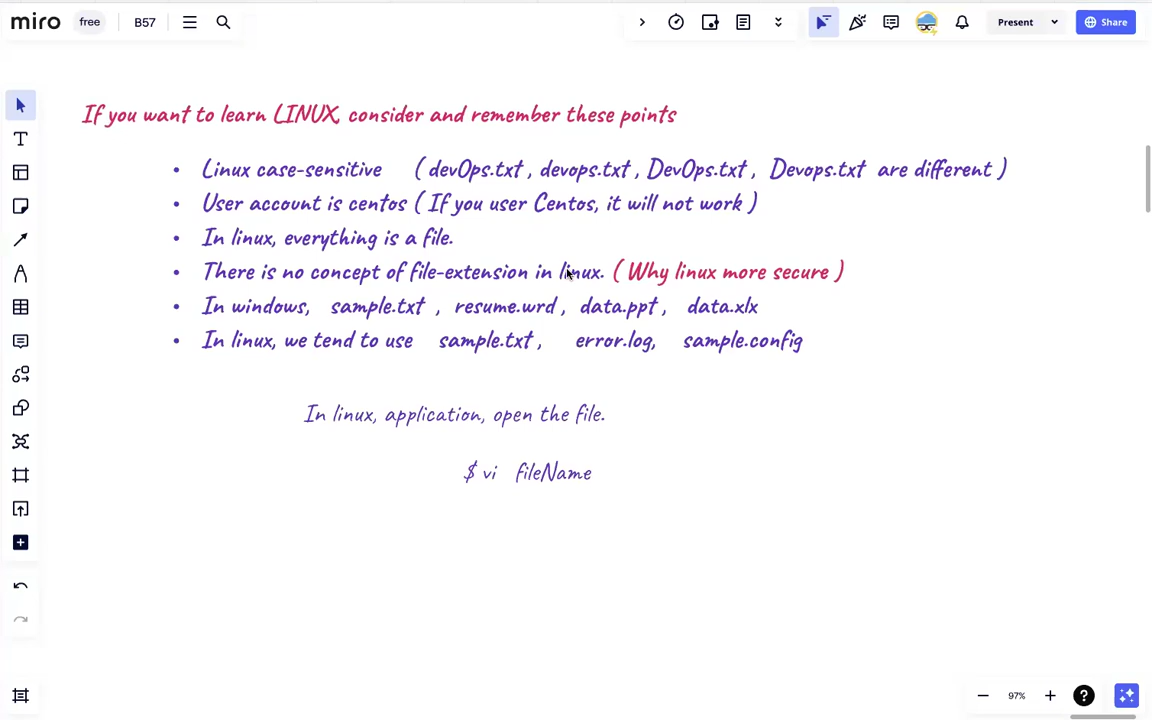 miro free B57 Present Share
If you want to learn LINUX, consider and remember these points
• Linux case-sensitive ( devOps.txt , devops.txt , DevOps.txt , Devops.txt are different )
• User account is centos ( If you user Centos, it will not work )
• In linux, everything is a file.
• There is no concept of file-extension in linux. ( Why linux more secure )
• In windows, sample.txt , resume.wrd , data.ppt , data.xlx
• In linux, we tend to use sample.txt , error.log, sample.config
In linux, application, open the file.
$ vi fileName
97%